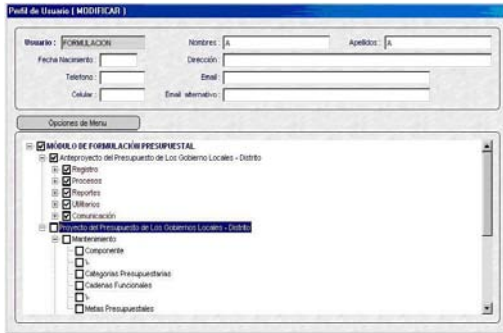 Perfil de Usuario [ MODIFICAR ]
Usuario : FORMULACION Nombres : A Apellidos : A
Fecha Nacimiento : Dirección :
Telefono : Email :
Celular : Email alternativo :
Opciones de Menu
MÓDULO DE FORMULACIÓN PRESUPUESTAL
Anteproyecto del Presupuesto de Los Gobierno Locales - Distrito
Registro
Procesos
Reportes
Utilitarios
Comunicación
Proyecto del Presupuesto de Los Gobiernos Locales - Distrito
Mantenimiento
Componente
\-
Categorias Presupuestarias
Cadenas Funcionales
\-
Metas Presupuestales